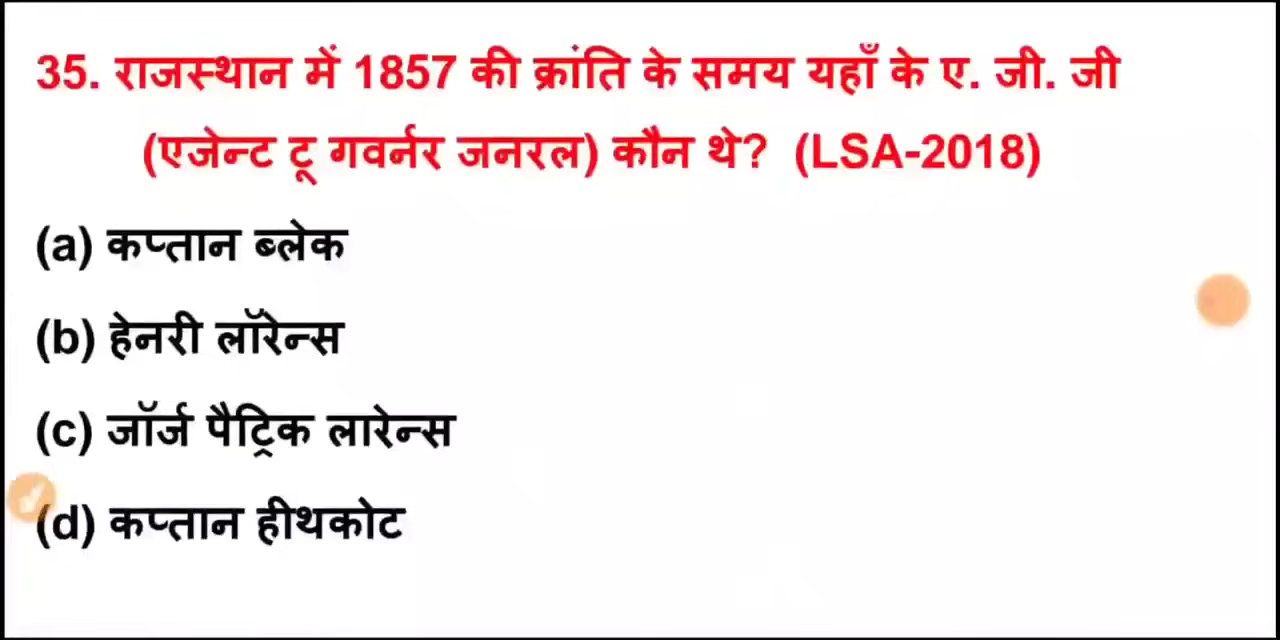 35. राजस्थान में 1857 की क्रांति के समय यहाँ के ए. जी. जी
(एजेन्ट टू गवर्नर जनरल) कौन थे? (LSA-2018)
(a) कप्तान ब्लेक
(b) हेनरी लॉरेन्स
(c) जॉर्ज पैट्रिक लारेन्स
(d) कप्तान हीथकोट